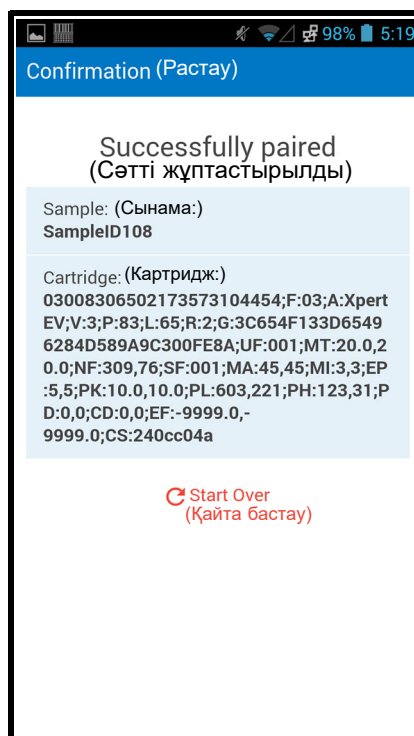 98% 5:19
Confirmation (Растау)
Successfully paired
(Сәтті жұптастырылды)
Sample: (Сынама:)
SampleID108
Cartridge: (Картридж:)
03008306502173573104454;F:03;A:Xpert
EV;V:3;P:83;L:65;R:2;G:3C654F133D6549
6284D589A9C300FE8A;UF:001;MT:20.0,2
0.0;NF:309,76;SF:001;MA:45,45;MI:3,3;EP
:5,5;PK:10.0,10.0;PL:603,221;PH:123,31;P
D:0,0;CD:0,0;EF:-9999.0,-
9999.0;CS:240cc04a
Start Over
(Қайта бастау)